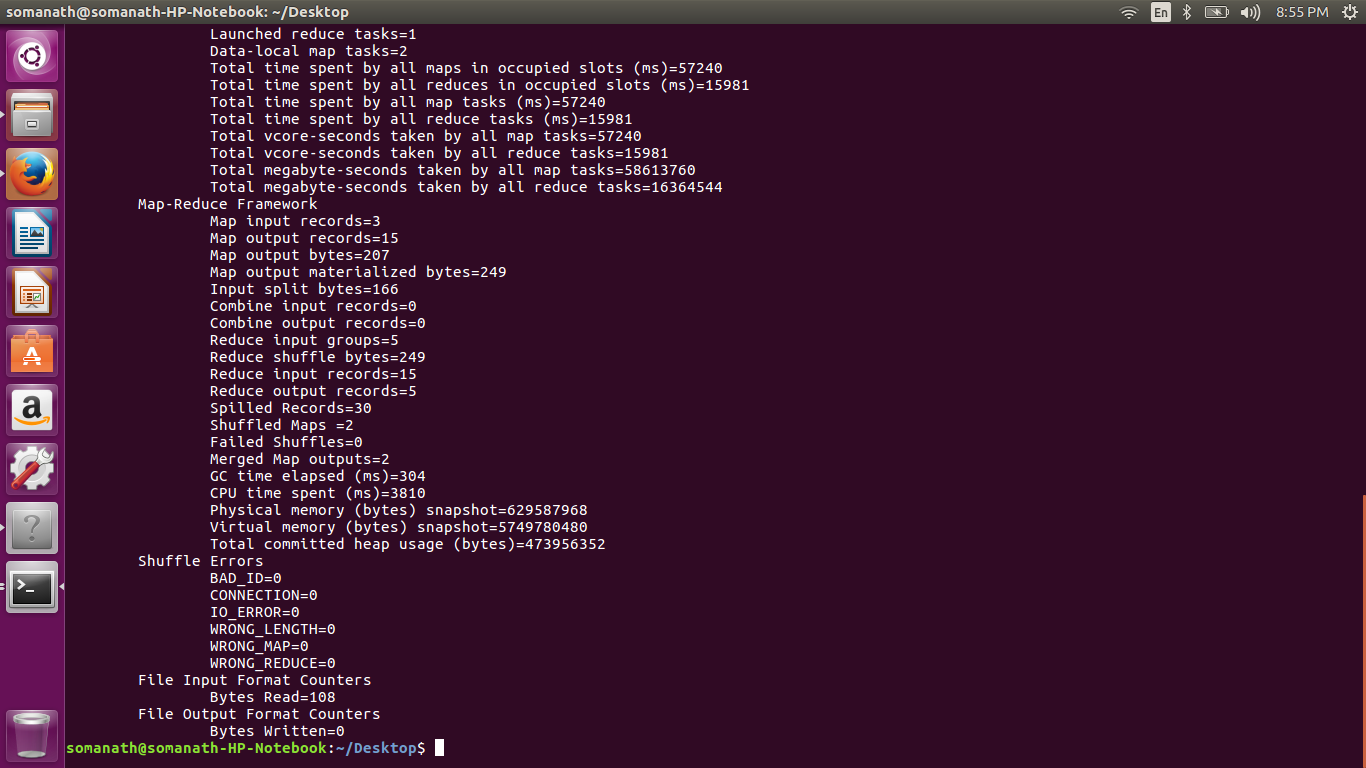 somanath@somanath-HP-Notebook: ~/Desktop
En
8:55 PM
Launched reduce tasks=1
Data-local map tasks=2
Total time spent by all maps in occupied slots (ms)=57240
Total time spent by all reduces in occupied slots (ms)=15981
Total time spent by all map tasks (ms)=57240
Total time spent by all reduce tasks (ms)=15981
Total vcore-seconds taken by all map tasks=57240
Total vcore-seconds taken by all reduce tasks=15981
Total megabyte-seconds taken by all map tasks=58613760
Total megabyte-seconds taken by all reduce tasks=16364544
Map-Reduce Framework
Map input records=3
Map output records=15
Map output bytes=207
Map output materialized bytes=249
Input split bytes=166
Combine input records=0
Combine output records=0
Reduce input groups=5
Reduce shuffle bytes=249
Reduce input records=15
Reduce output records=5
Spilled Records=30
Shuffled Maps =2
Failed Shuffles=0
Merged Map outputs=2
GC time elapsed (ms)=304
CPU time spent (ms)=3810
Physical memory (bytes) snapshot=629587968
Virtual memory (bytes) snapshot=5749780480
Total committed heap usage (bytes)=473956352
Shuffle Errors
BAD_ID=0
CONNECTION=0
IO_ERROR=0
WRONG_LENGTH=0
WRONG_MAP=0
WRONG_REDUCE=0
File Input Format Counters
Bytes Read=108
File Output Format Counters
Bytes Written=0
somanath@somanath-HP-Notebook:~/Desktop$